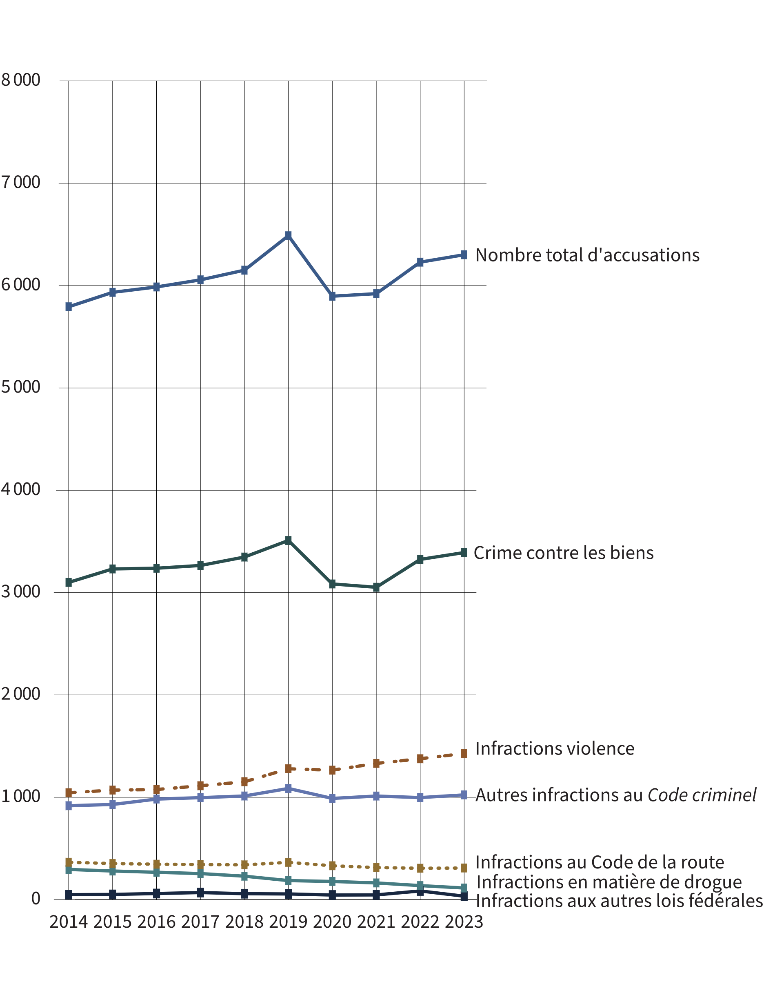 8 000
7 000
Nombre total d'accusations
6 000
5 000
4 000
Crime contre les biens
3 000
2 000
Infractions violence
1 000
Autres infractions au Code criminel
Infractions au Code de la route
Infractions en matière de drogue
0
Infractions aux autres lois fédérales
2014 2015 2016 2017 2018 2019 2020 2021 2022 2023